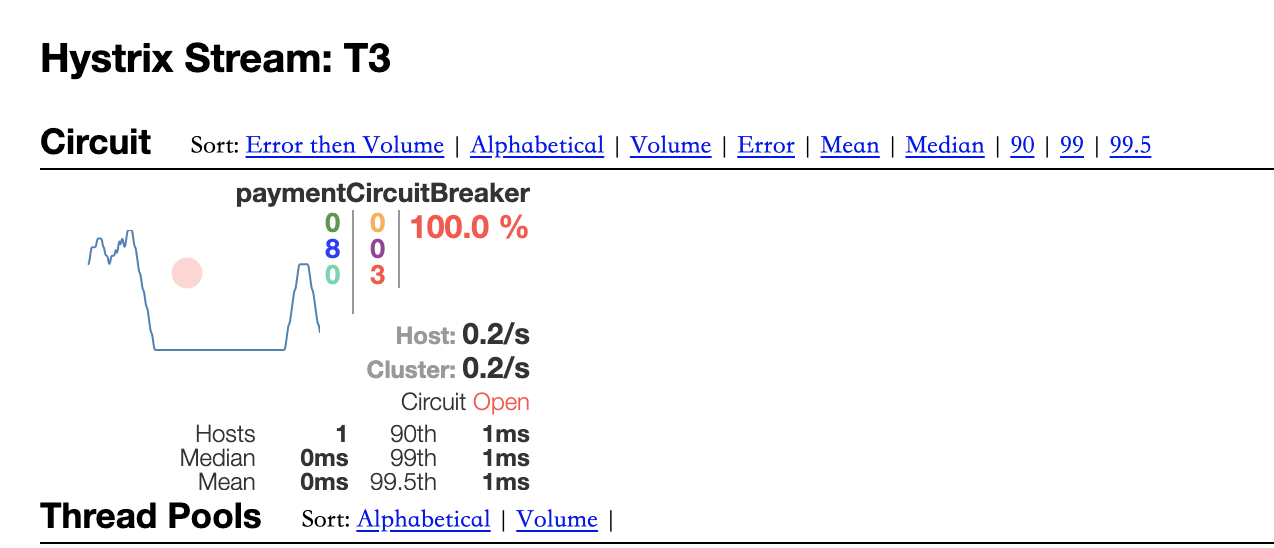 Hystrix Stream: T3
Circuit Sort: Error then Volume | Alphabetical | Volume | Error | Mean | Median | 90 | 99 | 99.5
paymentCircuitBreaker
0 0 100.0 %
8 0
0 3
Host: 0.2/s
Cluster: 0.2/s
Circuit Open
Hosts 1 90th 1ms
Median 0ms 99th 1ms
Mean 0ms 99.5th 1ms
Thread Pools Sort: Alphabetical | Volume |